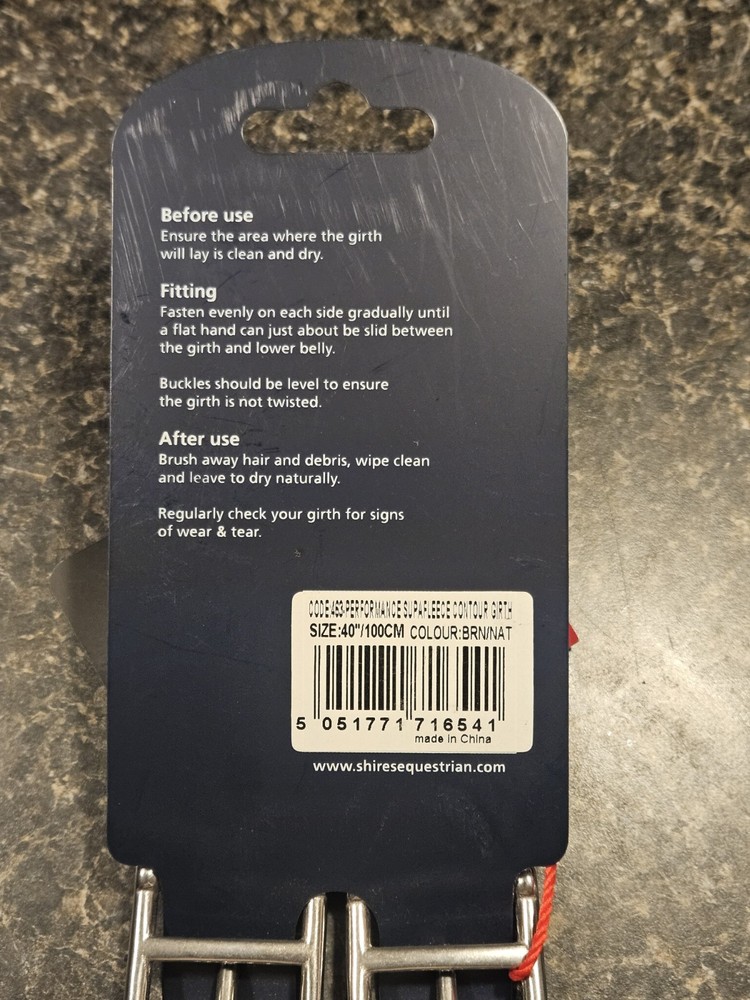 Before use
Ensure the area where the girth
will lay is clean and dry.
Fitting
Fasten evenly on each side gradually until
a flat hand can just about be slid between
the girth and lower belly.
Buckles should be level to ensure
the girth is not twisted.
After use
Brush away hair and debris, wipe clean
and leave to dry naturally.
Regularly check your girth for signs
of wear & tear.
CODE:463:PERFORMANCE SUPAFLEECE CONTOUR GIRTH
SIZE:40"/100CM COLOUR:BRN/NAT
5 051771 716541
made in China
www.shiresequestrian.com